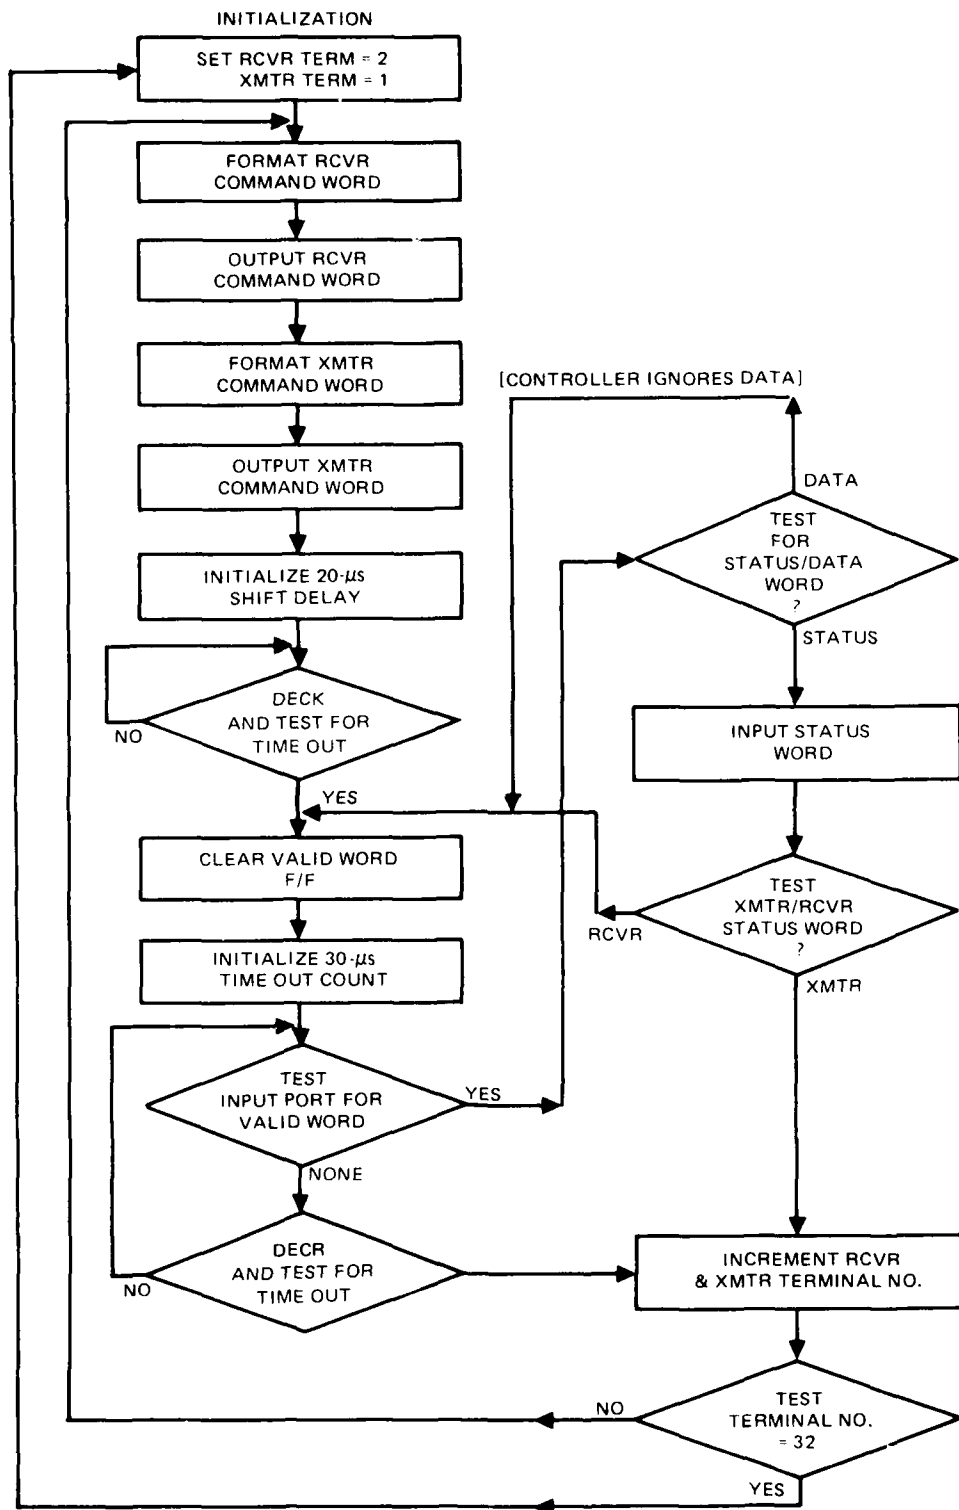 INITIALIZATION
SET RCVR TERM = 2
XMTR TERM = 1
FORMAT RCVR
COMMAND WORD
OUTPUT RCVR
COMMAND WORD
FORMAT XMTR
COMMAND WORD
OUTPUT XMTR
COMMAND WORD
INITIALIZE 20-μs
SHIFT DELAY
DECK
AND TEST FOR
TIME OUT
NO
YES
CLEAR VALID WORD
F/F
INITIALIZE 30-μs
TIME OUT COUNT
TEST
INPUT PORT FOR
VALID WORD
YES
NONE
DECR
AND TEST FOR
TIME OUT
NO
[CONTROLLER IGNORES DATA]
DATA
TEST
FOR
STATUS/DATA
WORD
?
STATUS
INPUT STATUS
WORD
TEST
XMTR/RCVR
STATUS WORD
?
RCVR
XMTR
INCREMENT RCVR
& XMTR TERMINAL NO.
TEST
TERMINAL NO.
= 32
NO
YES